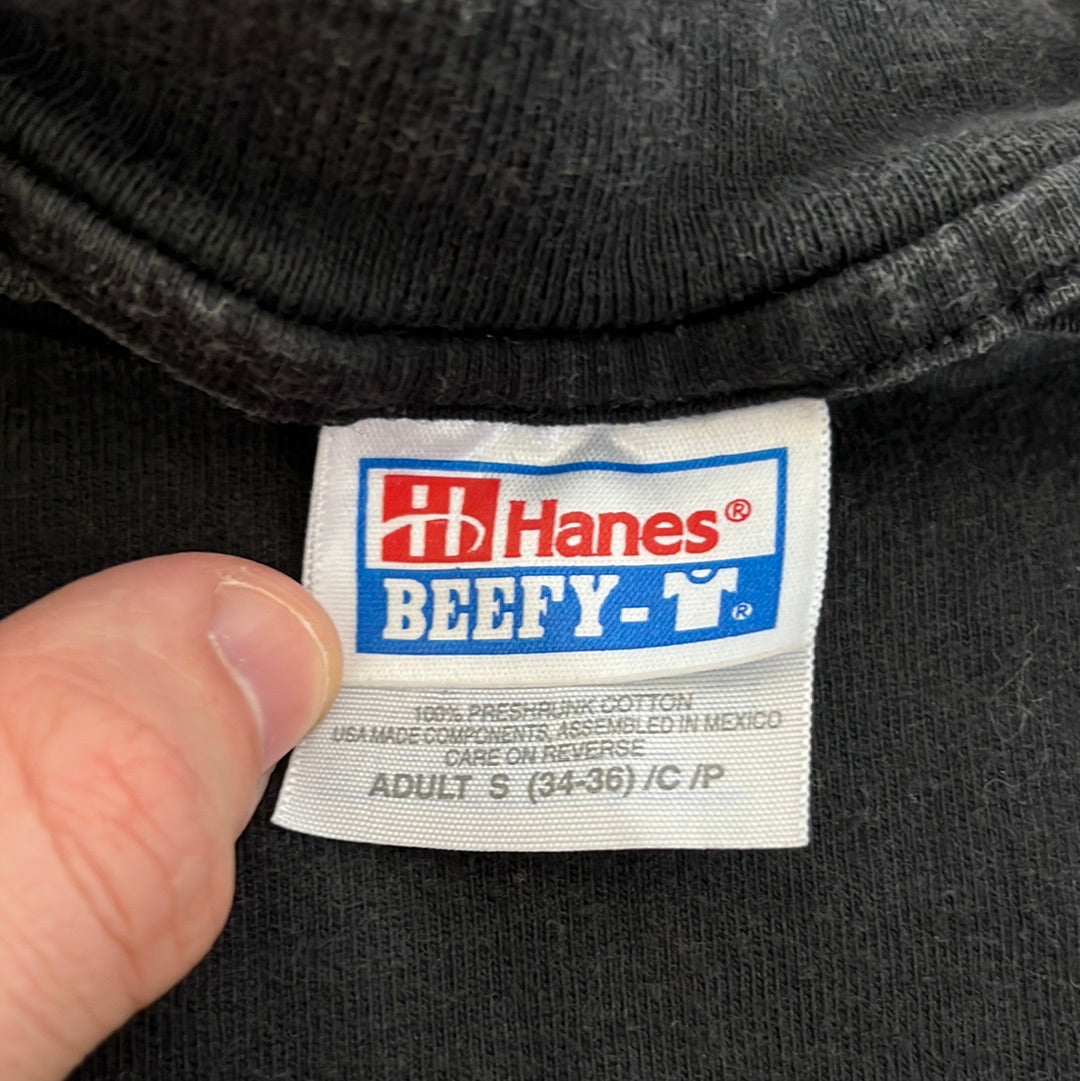 H Hanes®
BEEFY-T®
100% PRESHRUNK COTTON
USA MADE COMPONENTS, ASSEMBLED IN MEXICO
CARE ON REVERSE
ADULT S (34-36) /C /P